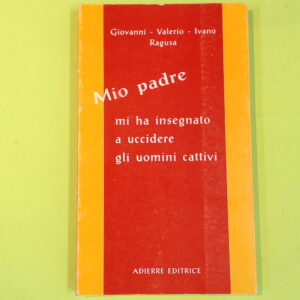 Giovanni - Valerio - Ivano
Ragusa
Mio padre
mi ha insegnato
a uccidere
gli uomini cattivi
ADIERRE EDITRICE